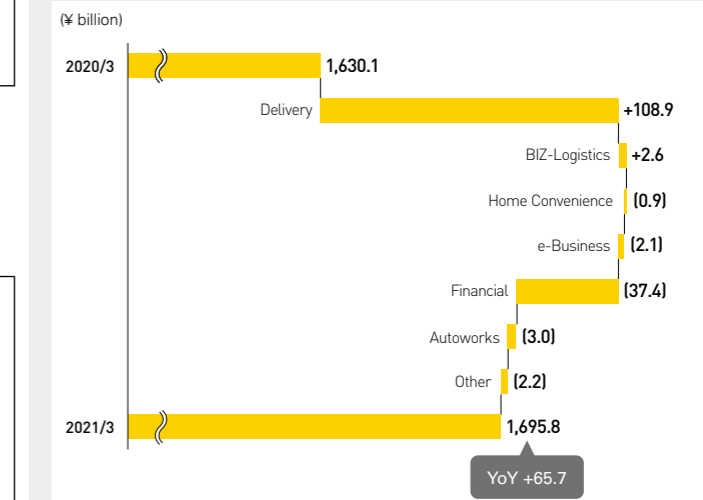 (¥ billion)
2020/3 1,630.1
Delivery +108.9
BIZ-Logistics +2.6
Home Convenience (0.9)
e-Business (2.1)
Financial (37.4)
Autoworks (3.0)
Other (2.2)
2021/3 1,695.8
YoY +65.7